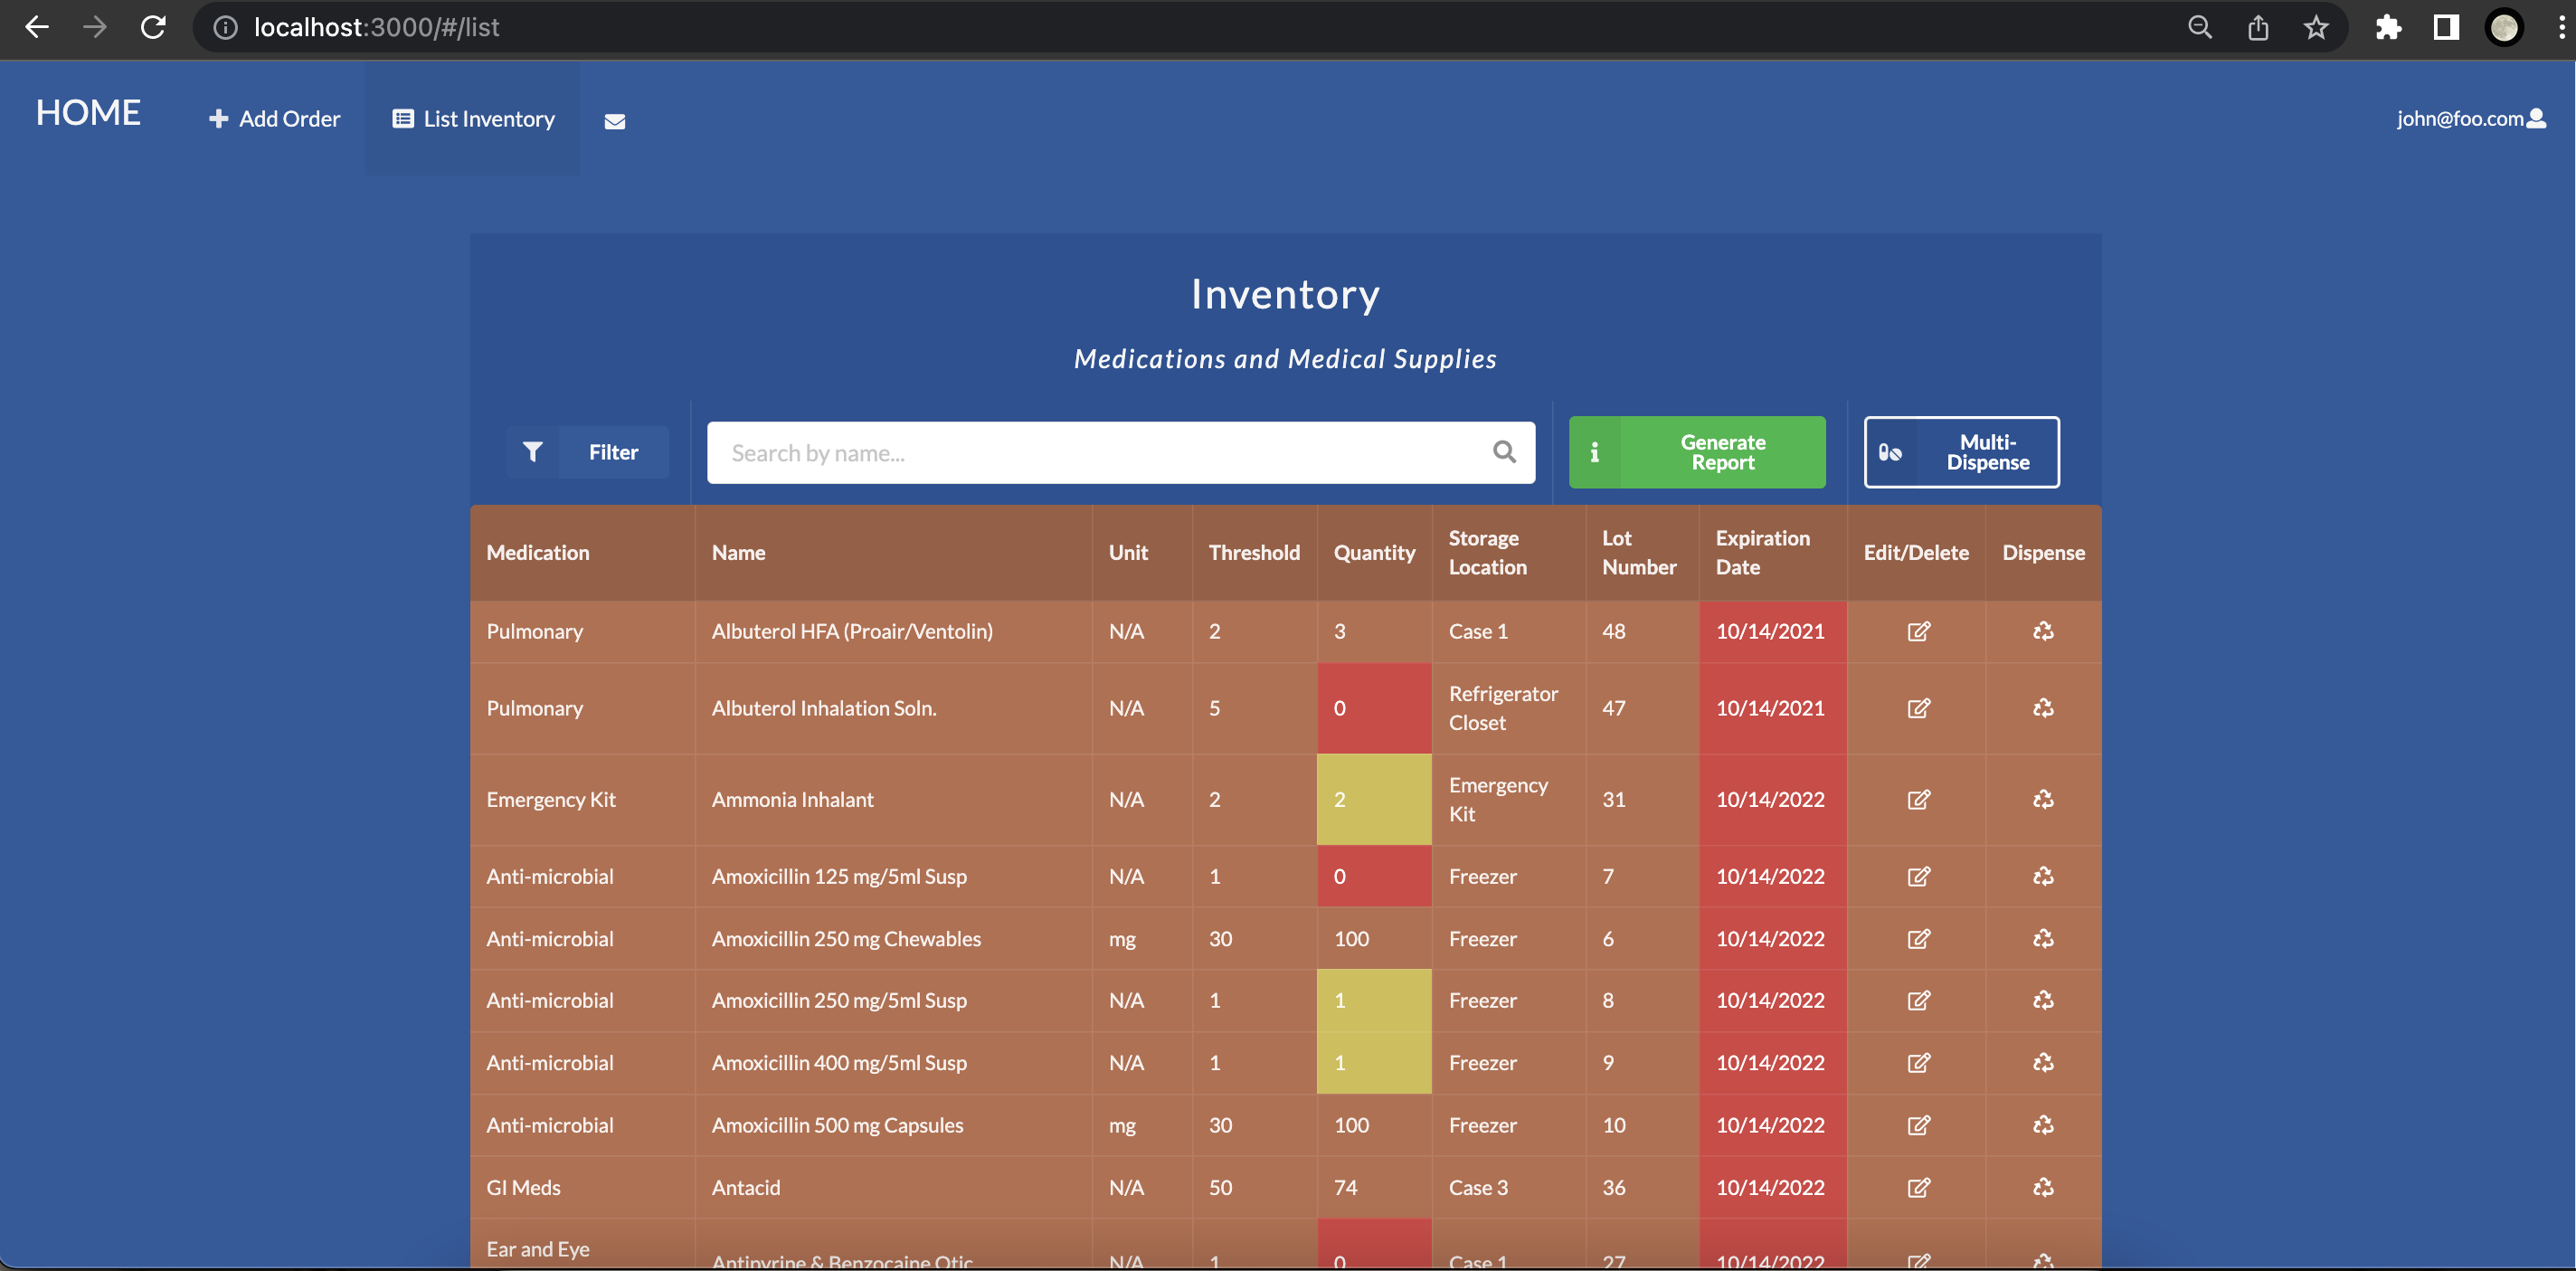 localhost:3000/#/list
HOME Add Order List Inventory john@foo.com
Inventory
Medications and Medical Supplies
Filter Search by name... Generate Report Multi-Dispense
Medication Name Unit Threshold Quantity Storage Location Lot Number Expiration Date Edit/Delete Dispense
Pulmonary Albuterol HFA (Proair/Ventolin) N/A 2 3 Case 1 48 10/14/2021
Pulmonary Albuterol Inhalation Soln. N/A 5 0 Refrigerator Closet 47 10/14/2021
Emergency Kit Ammonia Inhalant N/A 2 2 Emergency Kit 31 10/14/2022
Anti-microbial Amoxicillin 125 mg/5ml Susp N/A 1 0 Freezer 7 10/14/2022
Anti-microbial Amoxicillin 250 mg Chewables mg 30 100 Freezer 6 10/14/2022
Anti-microbial Amoxicillin 250 mg/5ml Susp N/A 1 1 Freezer 8 10/14/2022
Anti-microbial Amoxicillin 400 mg/5ml Susp N/A 1 1 Freezer 9 10/14/2022
Anti-microbial Amoxicillin 500 mg Capsules mg 30 100 Freezer 10 10/14/2022
GI Meds Antacid N/A 50 74 Case 3 36 10/14/2022
Ear and Eye Antipyrine & Benzocaine Otic N/A 1 0 Case 1 27 10/14/2022